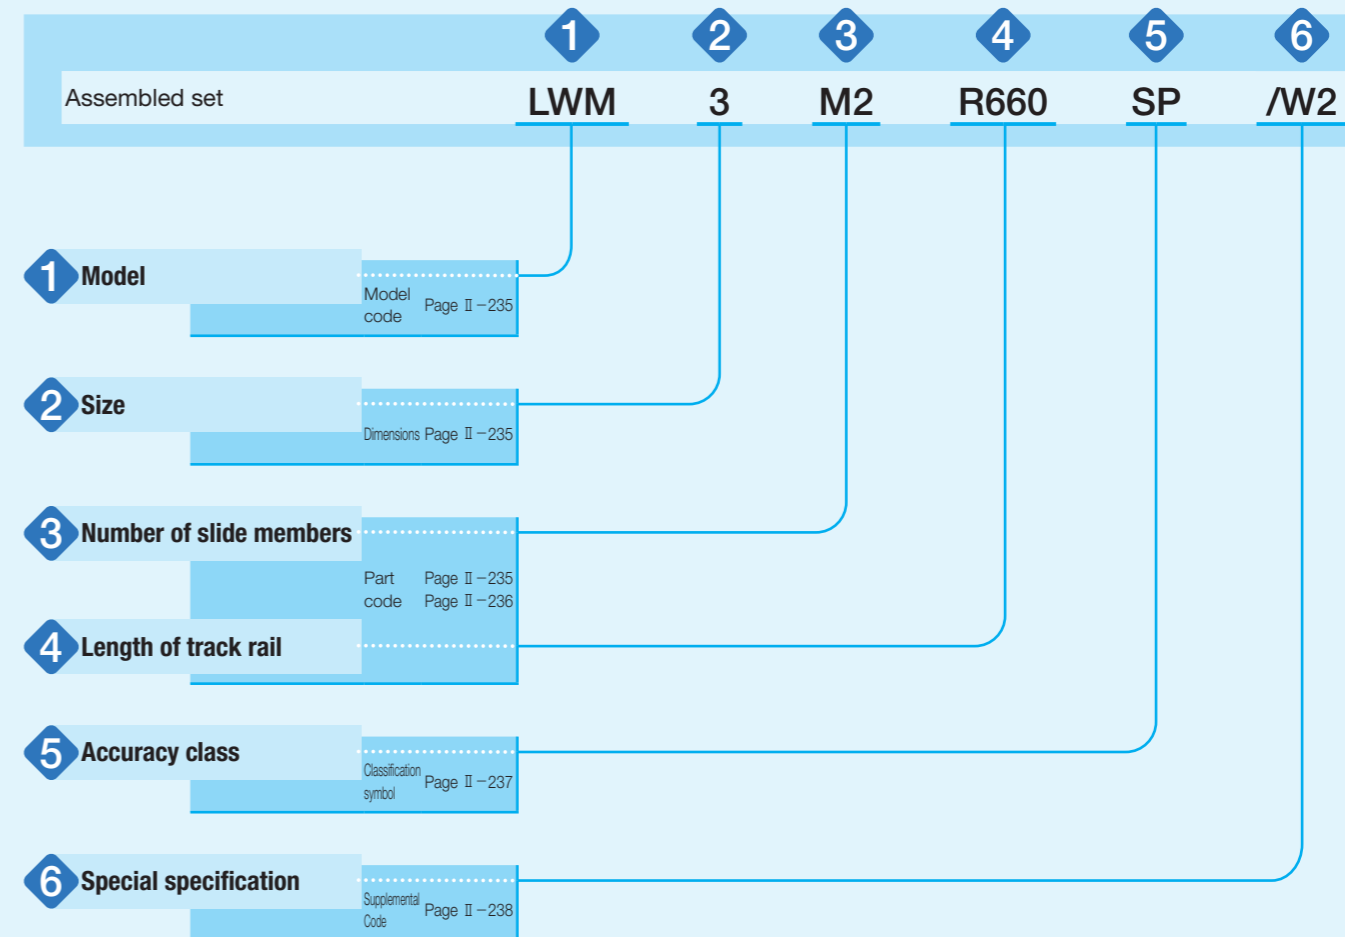 1 2 3 4 5 6
Assembled set LWM 3 M2 R660 SP /W2
1 Model
Model code Page Ⅱ-235
2 Size
Dimensions Page Ⅱ-235
3 Number of slide members
Part code Page Ⅱ-235
Page Ⅱ-236
4 Length of track rail
5 Accuracy class
Classification symbol Page Ⅱ-237
6 Special specification
Supplemental Code Page Ⅱ-238